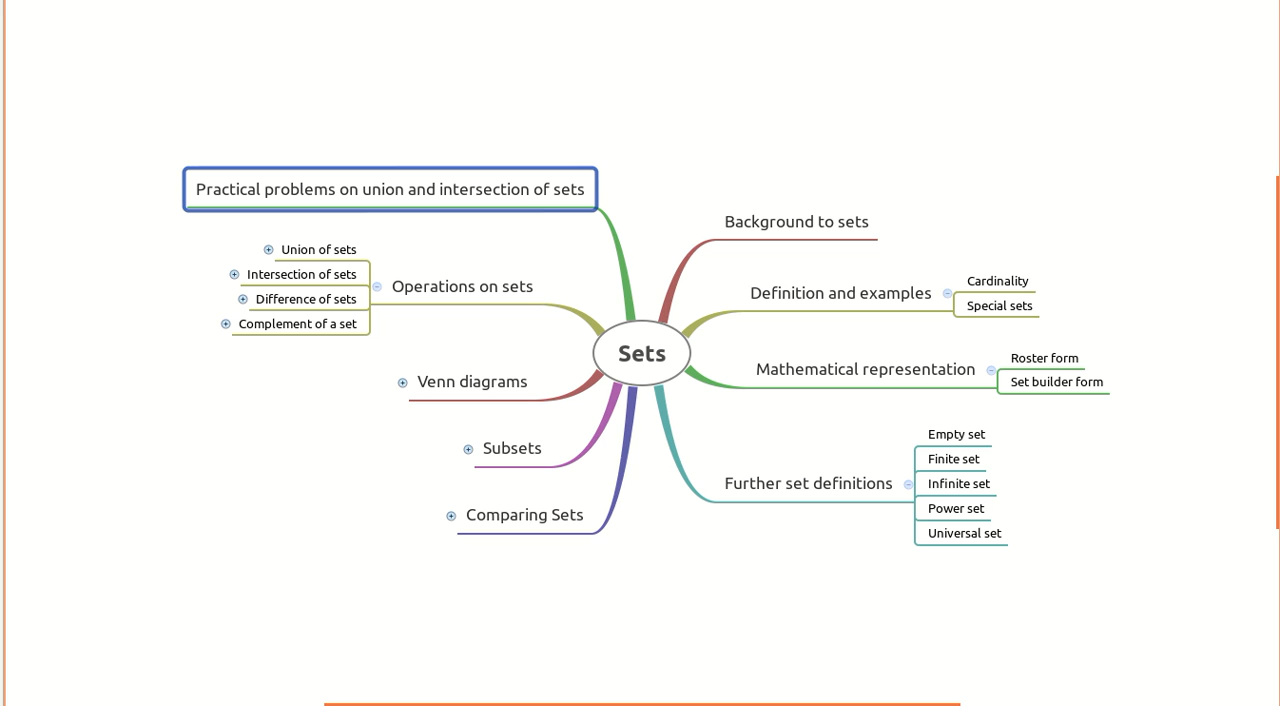 Practical problems on union and intersection of sets
Union of sets
Intersection of sets
Difference of sets
Complement of a set
Operations on sets
Venn diagrams
Subsets
Comparing Sets
Sets
Background to sets
Definition and examples
Cardinality
Special sets
Mathematical representation
Roster form
Set builder form
Further set definitions
Empty set
Finite set
Infinite set
Power set
Universal set